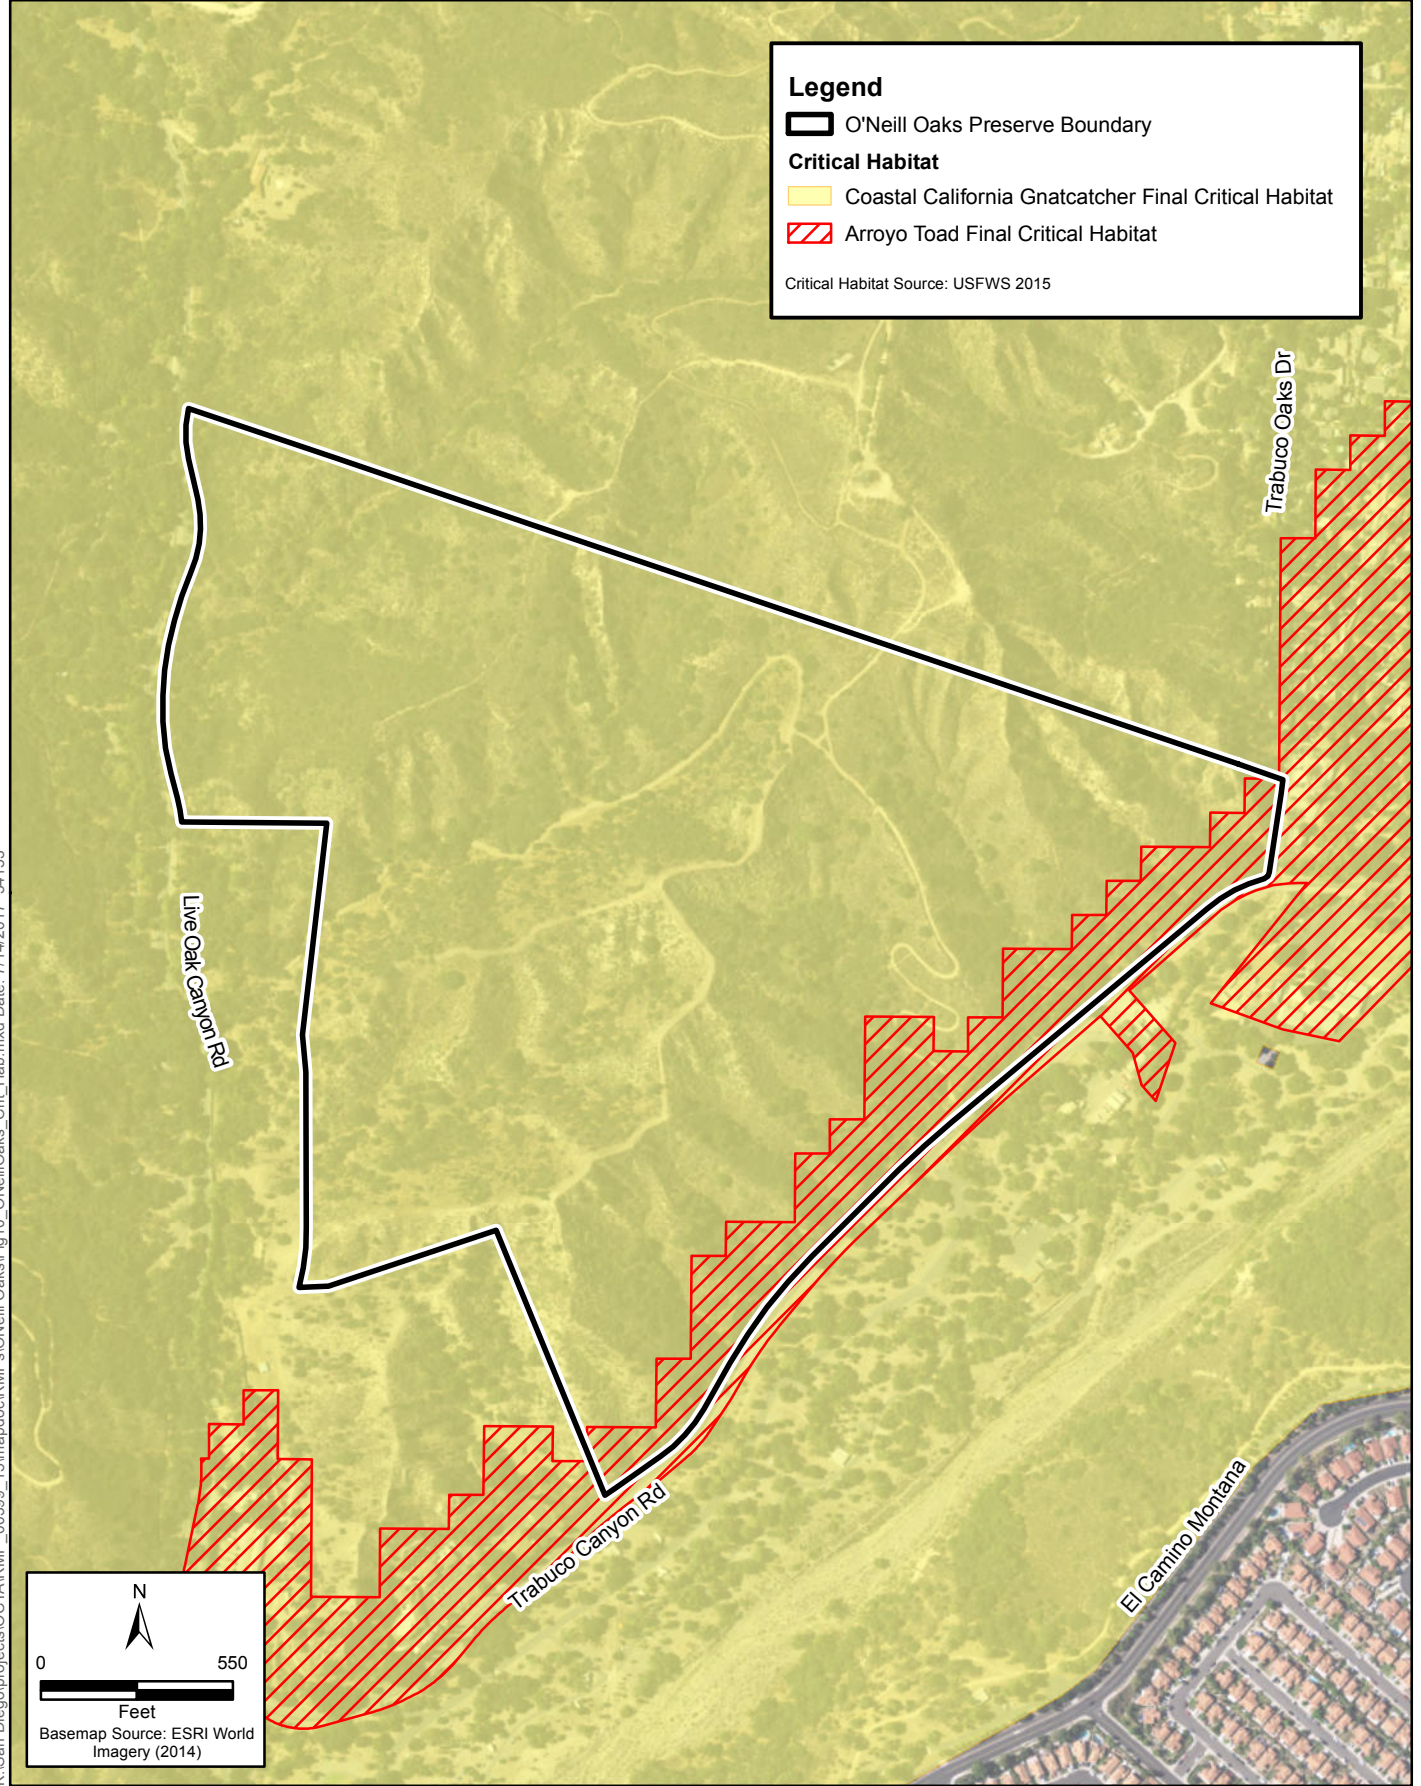 Legend
O'Neill Oaks Preserve Boundary
Critical Habitat
Coastal California Gnatcatcher Final Critical Habitat
Arroyo Toad Final Critical Habitat
Critical Habitat Source: USFWS 2015
Trabuco Oaks Dr
Live Oak Canyon Rd
Trabuco Canyon Rd
El Camino Montana
N
0 550
Feet
Basemap Source: ESRI World
Imagery (2014)